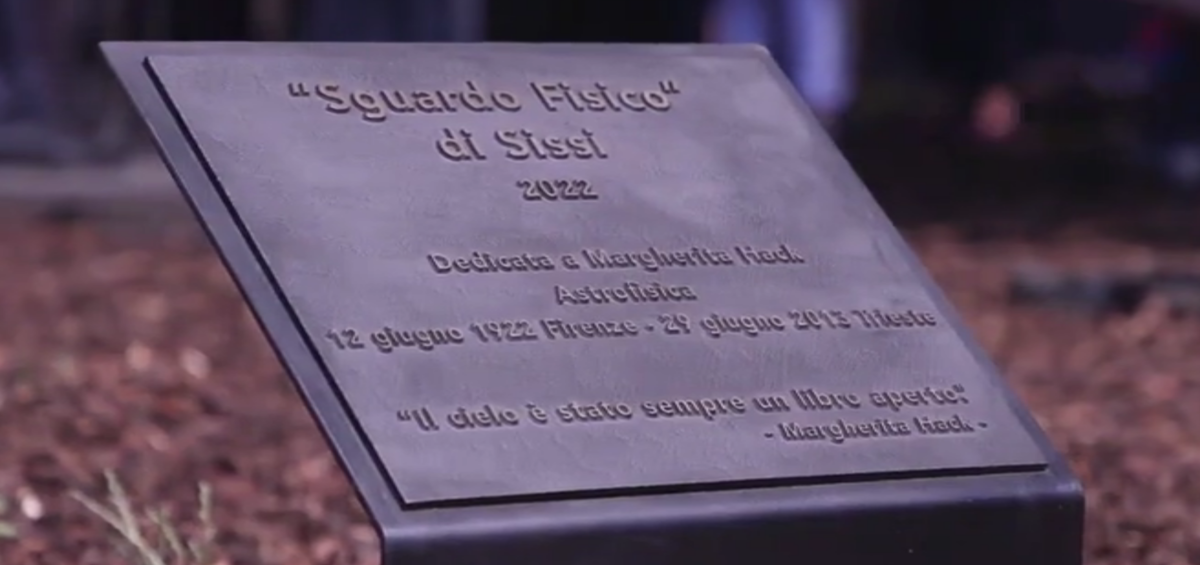 "Sguardo Fisico"
di Sissi
2022
Dedicata a Margherita Hack
Astrofisica
12 giugno 1922 Firenze - 29 giugno 2013 Trieste
"Il cielo è stato sempre un libro aperto."
- Margherita Hack -